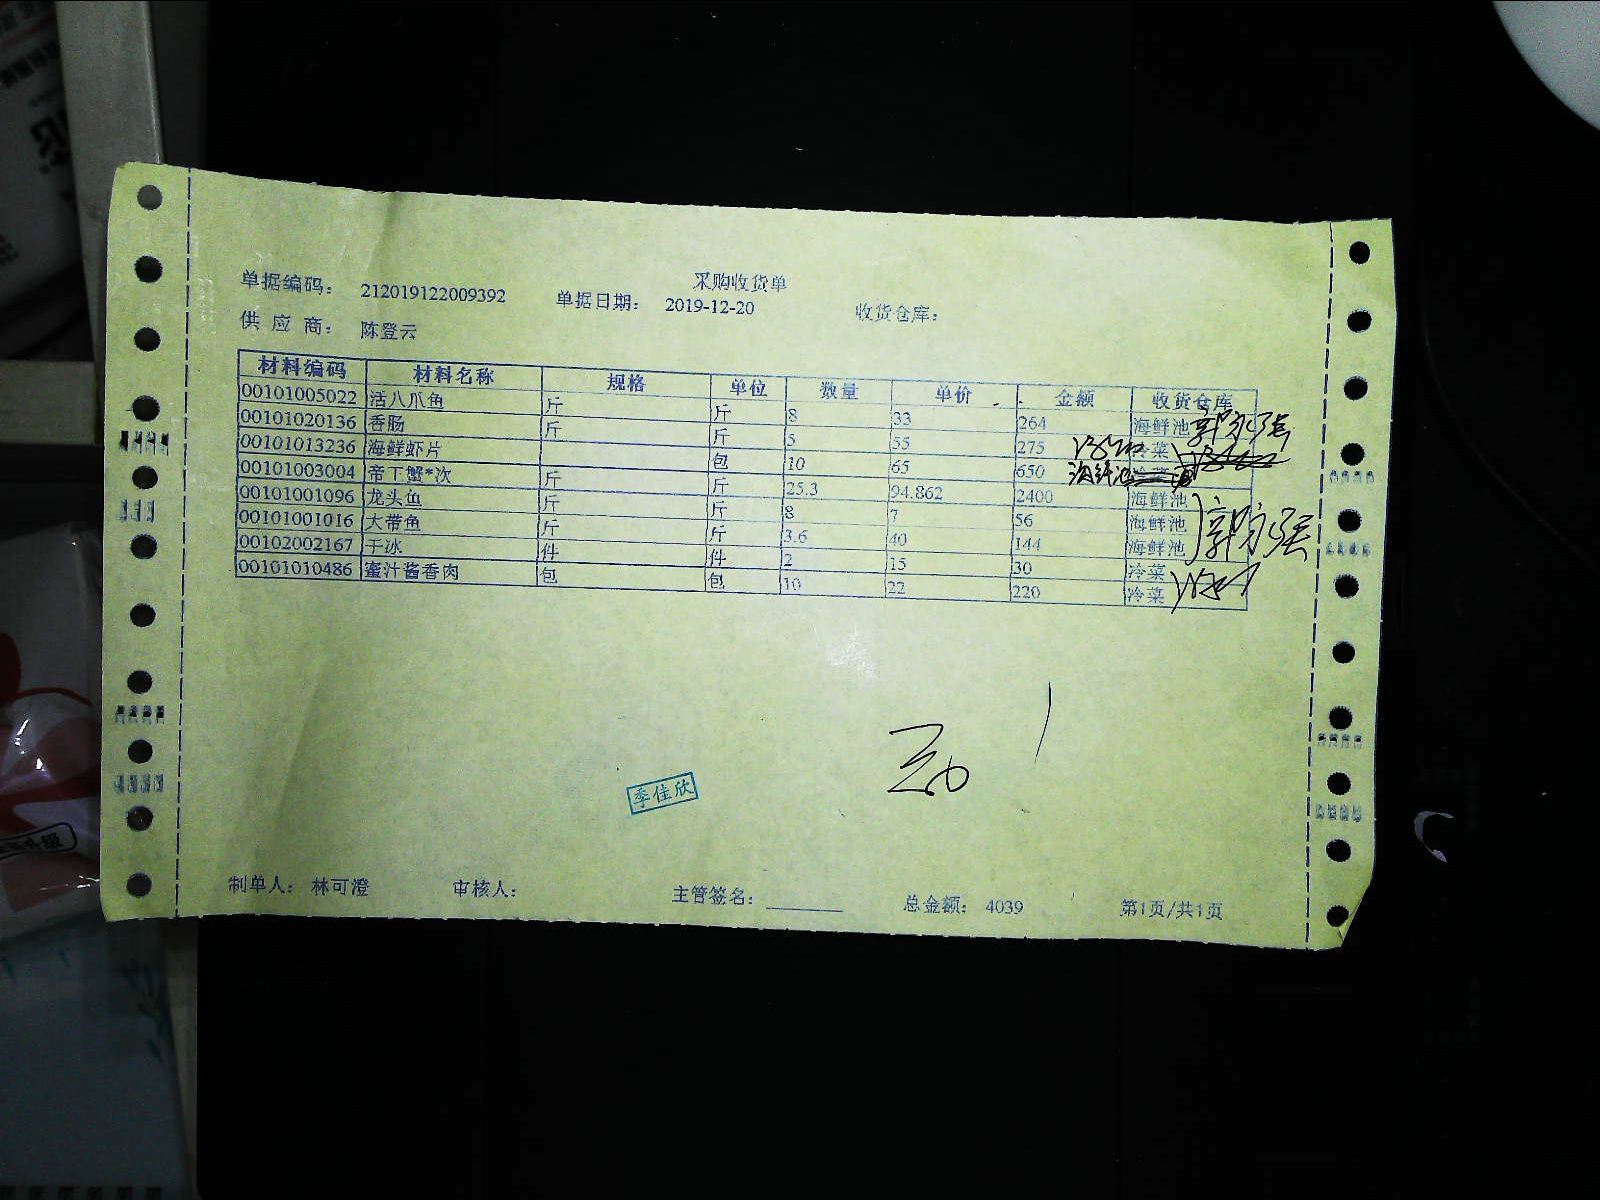 采购收货单
单据编码： 212019122009392 单据日期： 2019-12-20 收货仓库：
供 应 商： 陈登云
材料编码 材料名称 规格 单位 数量 单价 金额 收货仓库
00101005022 活八爪鱼 斤 斤 8 33 264 海鲜池 郭永强
00101020136 香肠 斤 斤 5 55 275 冷菜
00101013236 海鲜虾片 包 10 65 650 海鲜池 冷菜
00101003004 帝王蟹*次 斤 斤 25.3 94.862 2400 海鲜池
00101001096 龙头鱼 斤 斤 8 7 56 海鲜池 郭永强
00101001016 大带鱼 斤 斤 3.6 40 144 海鲜池
00102002167 干冰 件 件 2 15 30 冷菜
00101010486 蜜汁酱香肉 包 包 10 22 220 冷菜
季佳欣
制单人： 林可澄 审核人： 主管签名： 总金额： 4039 第1页/共1页